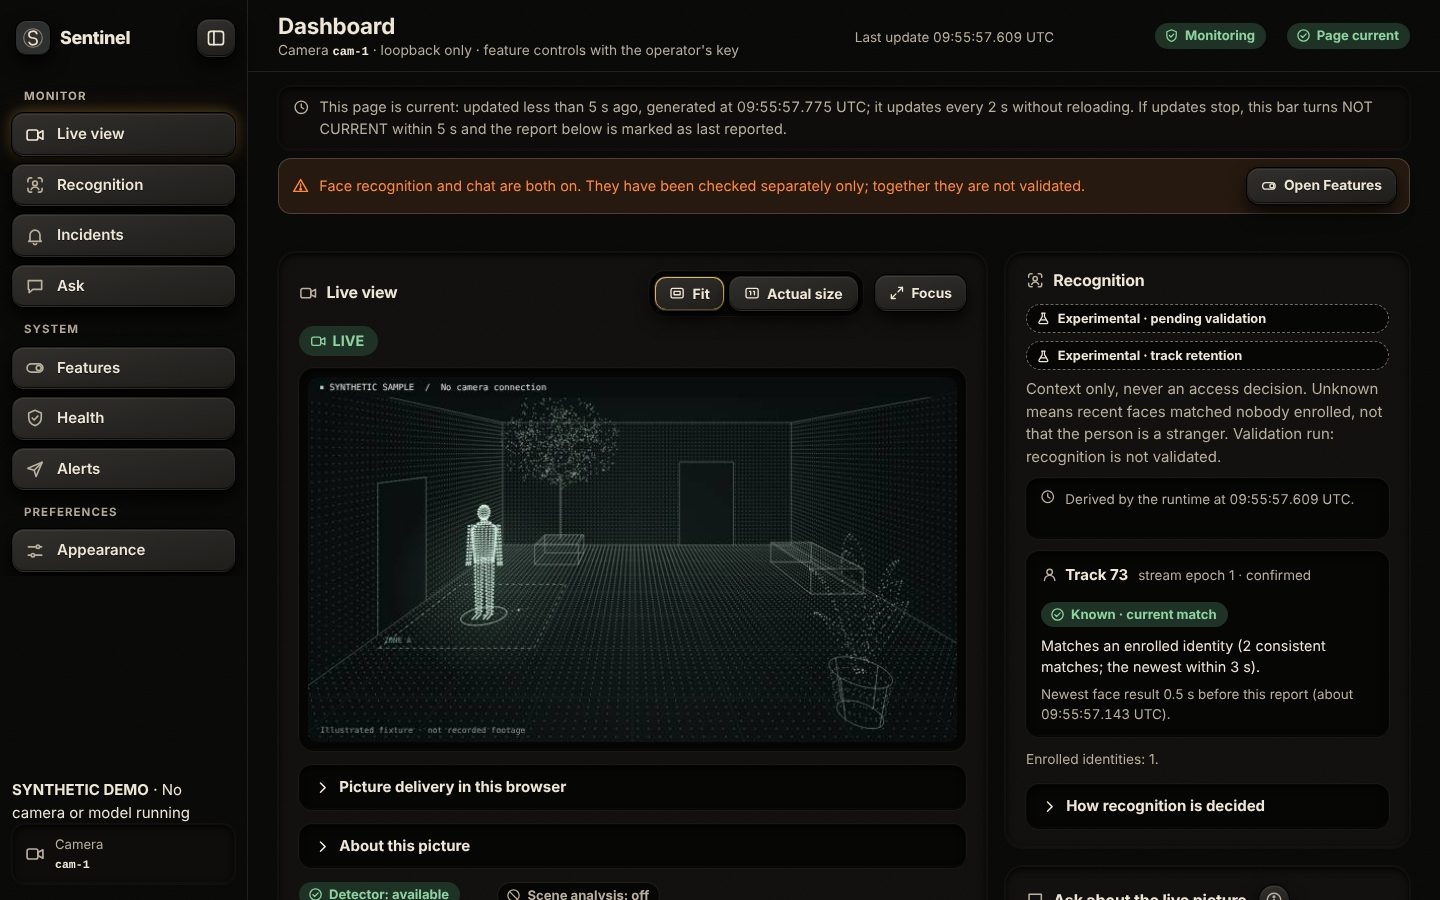 Sentinel
MONITOR
Live view
Recognition
Incidents
Ask
SYSTEM
Features
Health
Alerts
PREFERENCES
Appearance
SYNTHETIC DEMO · No
camera or model running
Camera
cam-1
Dashboard
Camera cam-1 · loopback only · feature controls with the operator's key
Last update 09:55:57.609 UTC
Monitoring
Page current
This page is current: updated less than 5 s ago, generated at 09:55:57.775 UTC; it updates every 2 s without reloading. If updates stop, this bar turns NOT
CURRENT within 5 s and the report below is marked as last reported.
Face recognition and chat are both on. They have been checked separately only; together they are not validated.
Open Features
Live view
Fit
Actual size
Focus
LIVE
SYNTHETIC SAMPLE / No camera connection
ZONE A
Illustrated fixture · not recorded footage
Picture delivery in this browser
About this picture
Detector: available
Scene analysis: off
Recognition
Experimental · pending validation
Experimental · track retention
Context only, never an access decision. Unknown
means recent faces matched nobody enrolled, not
that the person is a stranger. Validation run:
recognition is not validated.
Derived by the runtime at 09:55:57.609 UTC.
Track 73 stream epoch 1 · confirmed
Known · current match
Matches an enrolled identity (2 consistent
matches; the newest within 3 s).
Newest face result 0.5 s before this report (about
09:55:57.143 UTC).
Enrolled identities: 1.
How recognition is decided
Ask about the live picture